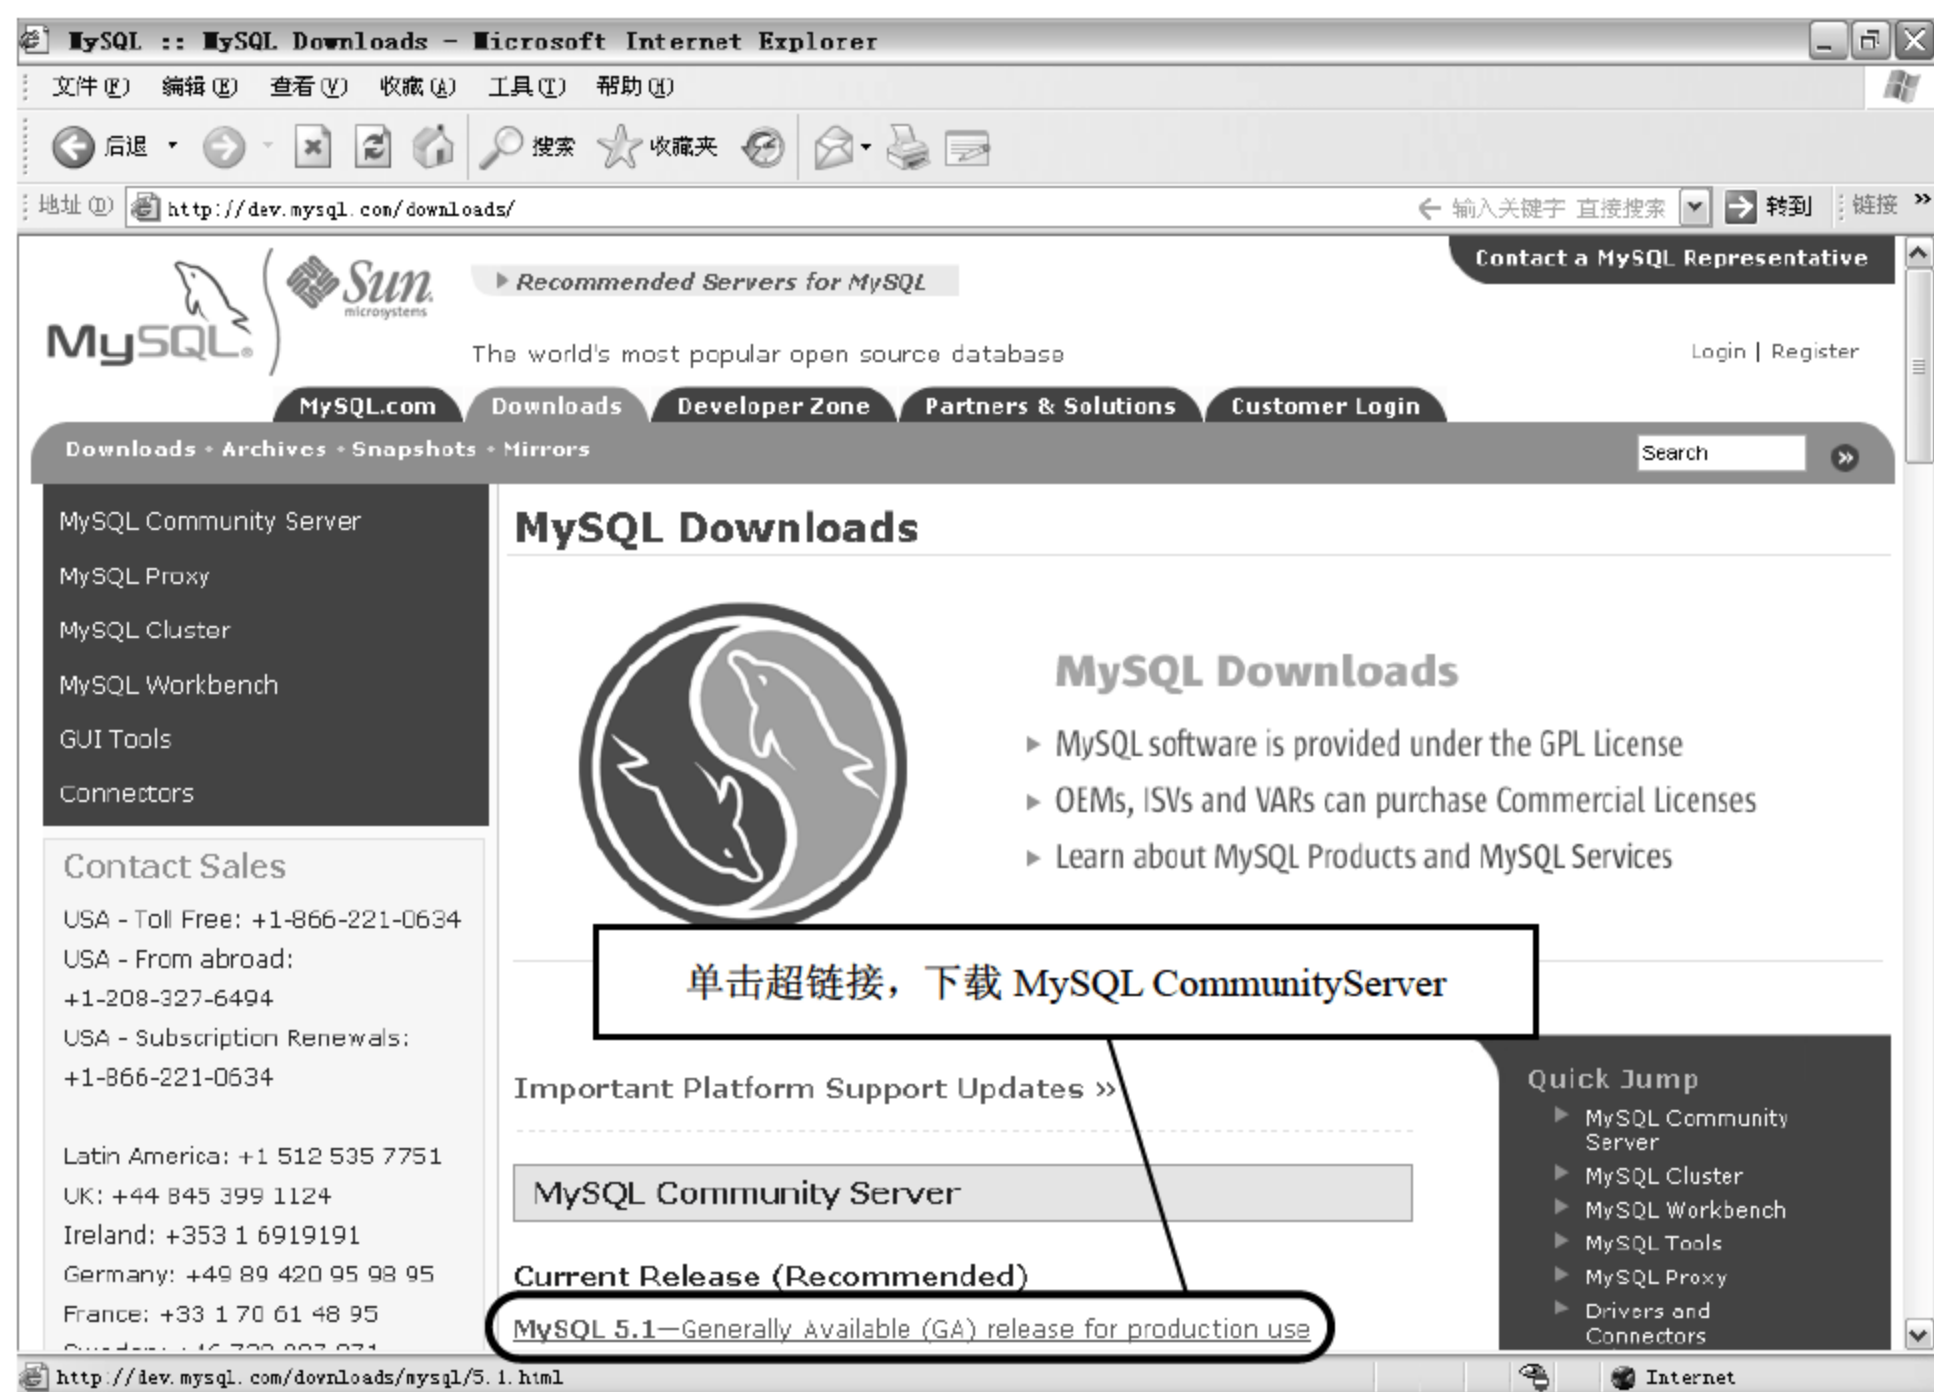 MySQL :: MySQL Downloads - Microsoft Internet Explorer
文件(F) 编辑(E) 查看(V) 收藏(A) 工具(T) 帮助(H)
后退 搜索 收藏夹
地址(D) http://dev.mysql.com/downloads/ 输入关键字 直接搜索 转到 链接 »
MySQL® Sun microsystems
Recommended Servers for MySQL
Contact a MySQL Representative
The world's most popular open source database
Login | Register
MySQL.com Downloads Developer Zone Partners & Solutions Customer Login
Downloads • Archives • Snapshots • Mirrors
Search »
MySQL Community Server
MySQL Proxy
MySQL Cluster
MySQL Workbench
GUI Tools
Connectors
Contact Sales
USA - Toll Free: +1-866-221-0634
USA - From abroad:
+1-208-327-6494
USA - Subscription Renewals:
+1-866-221-0634
Latin America: +1 512 535 7751
UK: +44 845 399 1124
Ireland: +353 1 6919191
Germany: +49 89 420 95 98 95
France: +33 1 70 61 48 95
MySQL Downloads
MySQL Downloads
MySQL software is provided under the GPL License
OEMs, ISVs and VARs can purchase Commercial Licenses
Learn about MySQL Products and MySQL Services
单击超链接，下载 MySQL CommunityServer
Important Platform Support Updates »
MySQL Community Server
Current Release (Recommended)
MySQL 5.1—Generally Available (GA) release for production use
Quick Jump
MySQL Community
Server
MySQL Cluster
MySQL Workbench
MySQL Tools
MySQL Proxy
Drivers and
Connectors
http://dev.mysql.com/downloads/mysql/5.1.html Internet